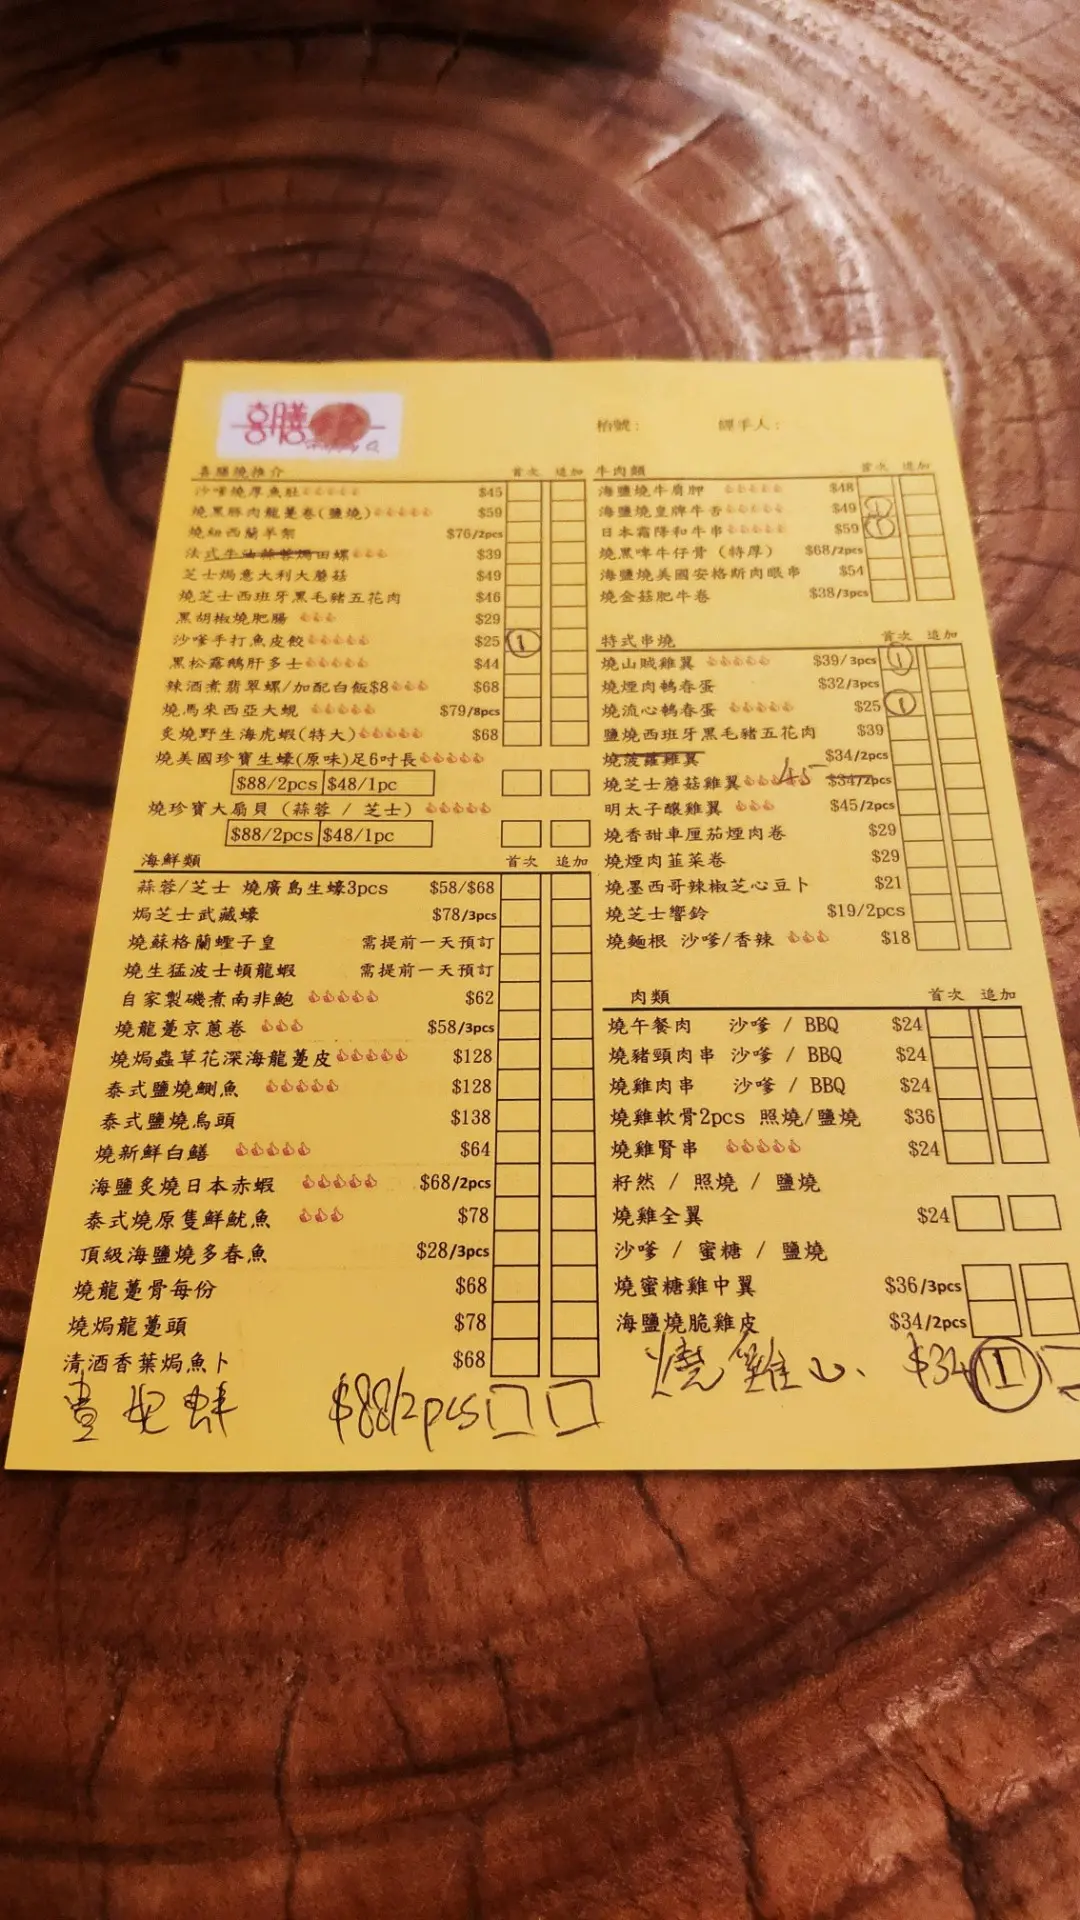 喜膳
枱號： 經手人：
喜膳燒推介 首次 追加
沙嗲燒厚魚肚 $45
燒黑豚肉龍躉卷(鹽燒) $59
燒紐西蘭羊架 $76/2pcs
法式牛油蒜蓉焗田螺 $39
芝士焗意大利大蘑菇 $49
燒芝士西班牙黑毛豬五花肉 $46
黑胡椒燒肥腸 $29
沙嗲手打魚皮餃 $25 1
黑松露鵝肝多士 $44
辣酒煮翡翠螺/加配白飯$8 $68
燒馬來西亞大蜆 $79/8pcs
炙燒野生海虎蝦(特大) $68
燒美國珍寶生蠔(原味)足6吋長
$88/2pcs $48/1pc
燒珍寶大扇貝 (蒜蓉 / 芝士)
$88/2pcs $48/1pc
海鮮類 首次 追加
蒜蓉/芝士 燒廣島生蠔3pcs $58/$68
焗芝士武藏蠔 $78/3pcs
燒蘇格蘭蟶子皇 需提前一天預訂
燒生猛波士頓龍蝦 需提前一天預訂
自家製磯煮南非鮑 $62
燒龍躉京蔥卷 $58/3pcs
燒焗蟲草花深海龍躉皮 $128
泰式鹽燒鯏魚 $128
泰式鹽燒烏頭 $138
燒新鮮白鱔 $64
海鹽炙燒日本赤蝦 $68/2pcs
泰式燒原隻鮮魷魚 $78
頂級海鹽燒多春魚 $28/3pcs
燒龍躉骨每份 $68
燒焗龍躉頭 $78
清酒香葉焗魚卜 $68
貴妃蚌 $88/2pcs
牛肉類 首次 追加
海鹽燒牛肩胛 $48
海鹽燒皇牌牛舌 $49 1
日本霜降和牛串 $59 1
燒黑啤牛仔骨 (特厚) $68/2pcs
海鹽燒美國安格斯肉眼串 $54
燒金菇肥牛卷 $38/3pcs
特式串燒 首次 追加
燒山賊雞翼 $39/3pcs 1
燒煙肉鵪春蛋 $32/3pcs
燒流心鵪春蛋 $25 1
鹽燒西班牙黑毛豬五花肉 $39
燒菠蘿雞翼 $34/2pcs
燒芝士蘑菇雞翼 45 $34/2pcs
明太子釀雞翼 $45/2pcs
燒香甜車厘茄煙肉卷 $29
燒煙肉韮菜卷 $29
燒墨西哥辣椒芝心豆卜 $21
燒芝士響鈴 $19/2pcs
燒麵根 沙嗲/香辣 $18
肉類 首次 追加
燒午餐肉 沙嗲 / BBQ $24
燒豬頸肉串 沙嗲 / BBQ $24
燒雞肉串 沙嗲 / BBQ $24
燒雞軟骨2pcs 照燒/鹽燒 $36
燒雞腎串 $24
籽然 / 照燒 / 鹽燒
燒雞全翼 $24
沙嗲 / 蜜糖 / 鹽燒
燒蜜糖雞中翼 $36/3pcs
海鹽燒脆雞皮 $34/2pcs
燒雞心 $34 1